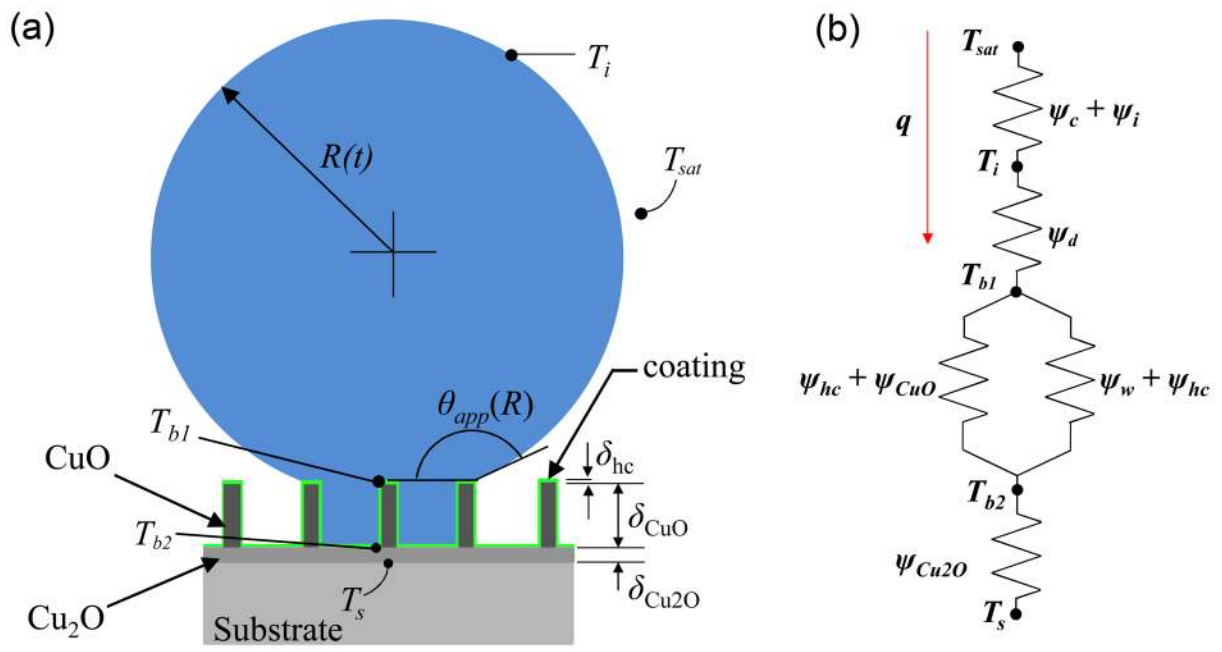 (a)
T_i
R(t)
T_sat
coating
θ_app(R)
T_b1
δ_hc
CuO
δ_CuO
T_b2
T_s
δ_Cu2O
Cu₂O
Substrate
(b)
T_sat
q
ψ_c + ψ_i
T_i
ψ_d
T_b1
ψ_hc + ψ_CuO
ψ_w + ψ_hc
T_b2
ψ_Cu2O
T_s